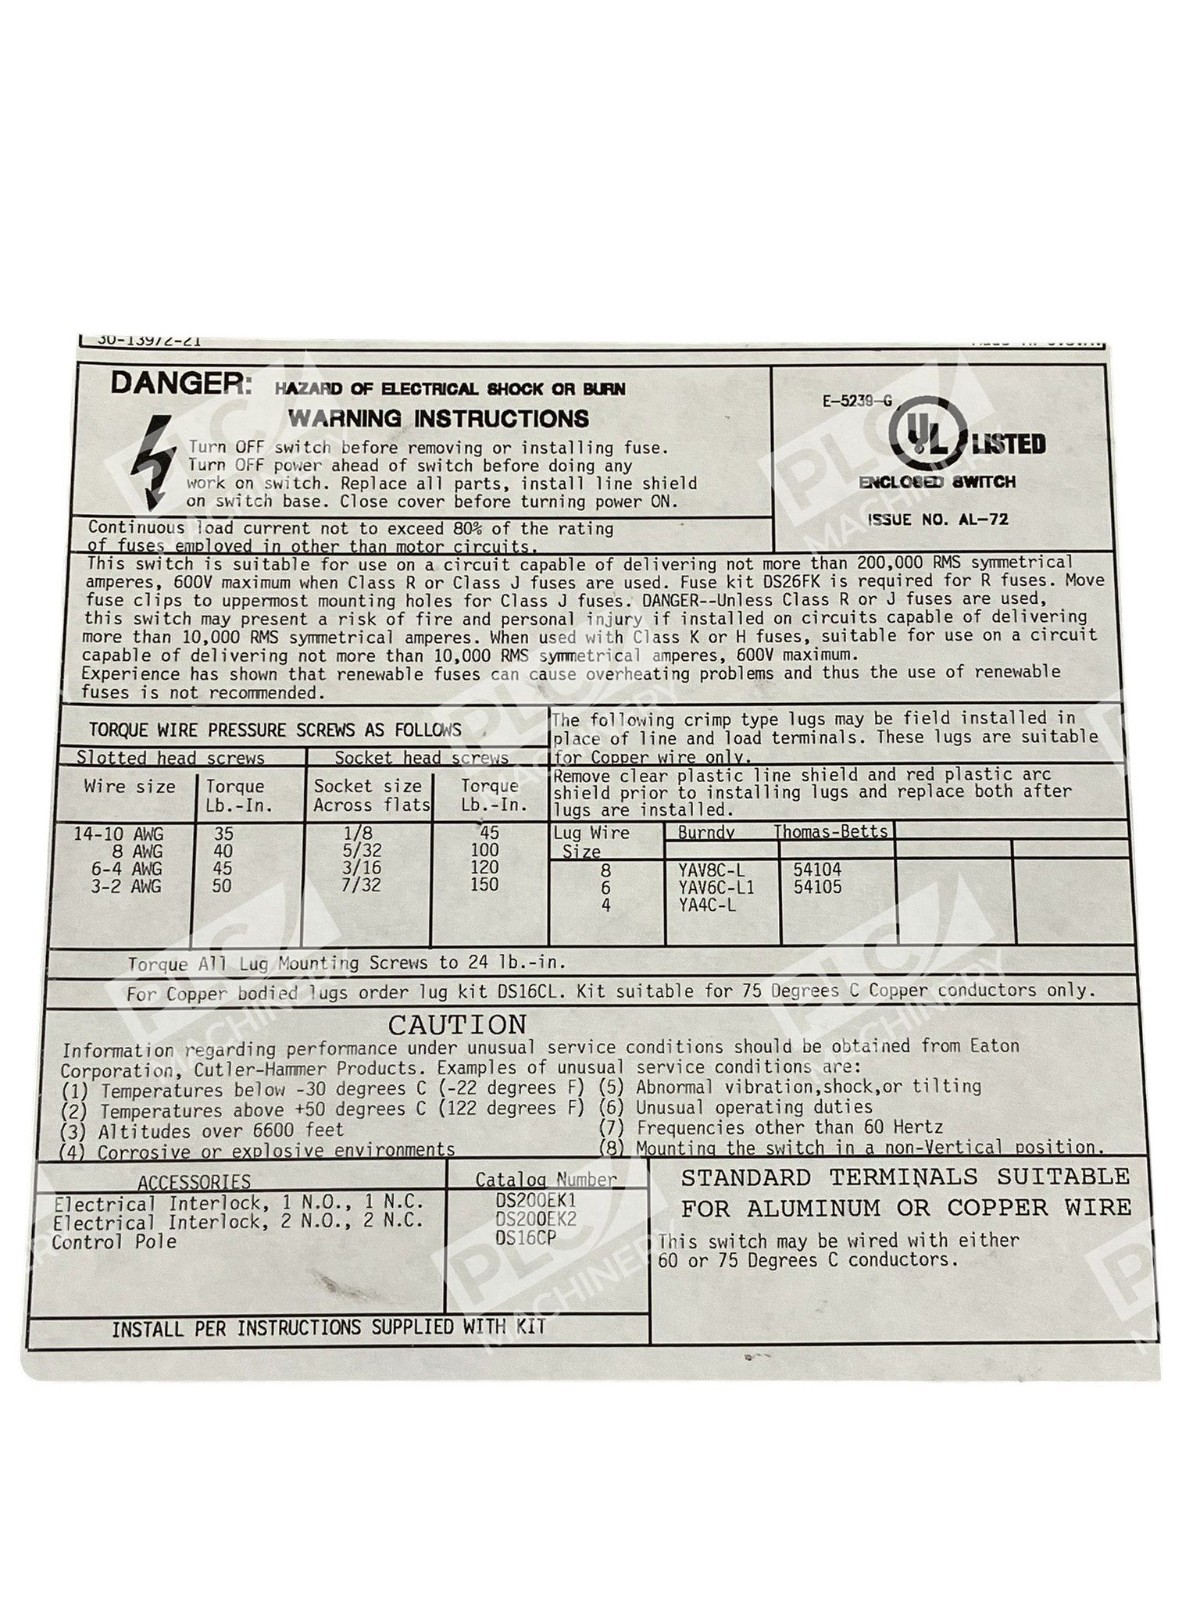 30-13972-21
DANGER: HAZARD OF ELECTRICAL SHOCK OR BURN
WARNING INSTRUCTIONS
Turn OFF switch before removing or installing fuse.
Turn OFF power ahead of switch before doing any
work on switch. Replace all parts, install line shield
on switch base. Close cover before turning power ON.
Continuous load current not to exceed 80% of the rating
of fuses employed in other than motor circuits.
E-5239-G
UL LISTED
ENCLOSED SWITCH
ISSUE NO. AL-72
This switch is suitable for use on a circuit capable of delivering not more than 200,000 RMS symmetrical
amperes, 600V maximum when Class R or Class J fuses are used. Fuse kit DS26FK is required for R fuses. Move
fuse clips to uppermost mounting holes for Class J fuses. DANGER--Unless Class R or J fuses are used,
this switch may present a risk of fire and personal injury if installed on circuits capable of delivering
more than 10,000 RMS symmetrical amperes. When used with Class K or H fuses, suitable for use on a circuit
capable of delivering not more than 10,000 RMS symmetrical amperes, 600V maximum.
Experience has shown that renewable fuses can cause overheating problems and thus the use of renewable
fuses is not recommended.
TORQUE WIRE PRESSURE SCREWS AS FOLLOWS
Slotted head screws Socket head screws
Wire size Torque Lb.-In. Socket size Across flats Torque Lb.-In.
14-10 AWG 35 1/8 45
8 AWG 40 5/32 100
6-4 AWG 45 3/16 120
3-2 AWG 50 7/32 150
The following crimp type lugs may be field installed in
place of line and load terminals. These lugs are suitable
for Copper wire only.
Remove clear plastic line shield and red plastic arc
shield prior to installing lugs and replace both after
lugs are installed.
Lug Wire Size Burndy Thomas-Betts
8 YAV8C-L 54104
6 YAV6C-L1 54105
4 YA4C-L
Torque All Lug Mounting Screws to 24 lb.-in.
For Copper bodied lugs order lug kit DS16CL. Kit suitable for 75 Degrees C Copper conductors only.
CAUTION
Information regarding performance under unusual service conditions should be obtained from Eaton
Corporation, Cutler-Hammer Products. Examples of unusual service conditions are:
(1) Temperatures below -30 degrees C (-22 degrees F) (5) Abnormal vibration,shock,or tilting
(2) Temperatures above +50 degrees C (122 degrees F) (6) Unusual operating duties
(3) Altitudes over 6600 feet (7) Frequencies other than 60 Hertz
(4) Corrosive or explosive environments (8) Mounting the switch in a non-Vertical position.
ACCESSORIES Catalog Number
Electrical Interlock, 1 N.O., 1 N.C. DS200EK1
Electrical Interlock, 2 N.O., 2 N.C. DS200EK2
Control Pole DS16CP
INSTALL PER INSTRUCTIONS SUPPLIED WITH KIT
STANDARD TERMINALS SUITABLE
FOR ALUMINUM OR COPPER WIRE
This switch may be wired with either
60 or 75 Degrees C conductors.
PLC MACHINERY